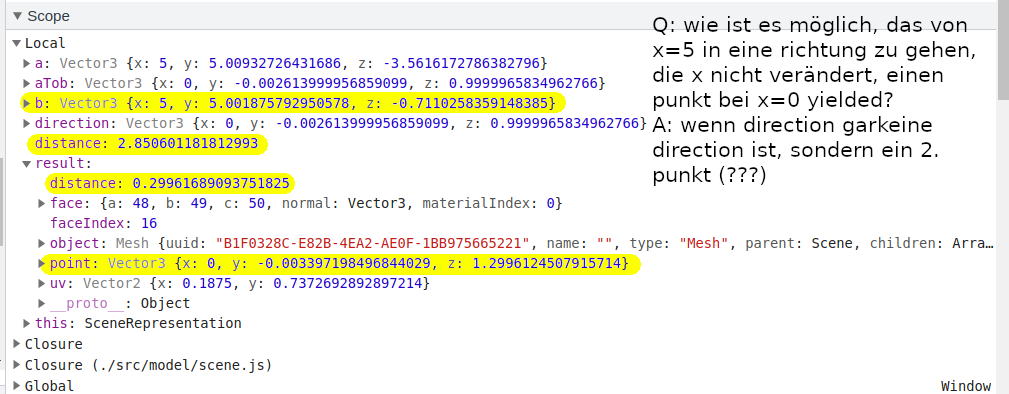 Scope
Local
a: Vector3 {x: 5, y: 5.00932726431686, z: -3.5616172786382796}
aTob: Vector3 {x: 0, y: -0.002613999956859099, z: 0.9999965834962766}
b: Vector3 {x: 5, y: 5.001875792950578, z: -0.7110258359148385}
direction: Vector3 {x: 0, y: -0.002613999956859099, z: 0.9999965834962766}
distance: 2.850601181812993
result:
distance: 0.29961689093751825
face: {a: 48, b: 49, c: 50, normal: Vector3, materialIndex: 0}
faceIndex: 16
object: Mesh {uuid: "B1F0328C-E82B-4EA2-AE0F-1BB975665221", name: "", type: "Mesh", parent: Scene, children: Arra…
point: Vector3 {x: 0, y: -0.003397198496844029, z: 1.2996124507915714}
uv: Vector2 {x: 0.1875, y: 0.7372692892897214}
__proto__: Object
this: SceneRepresentation
Closure
Closure (./src/model/scene.js)
Global
Window
Q: wie ist es möglich, das von
x=5 in eine richtung zu gehen,
die x nicht verändert, einen
punkt bei x=0 yielded?
A: wenn direction garkeine
direction ist, sondern ein 2.
punkt (???)